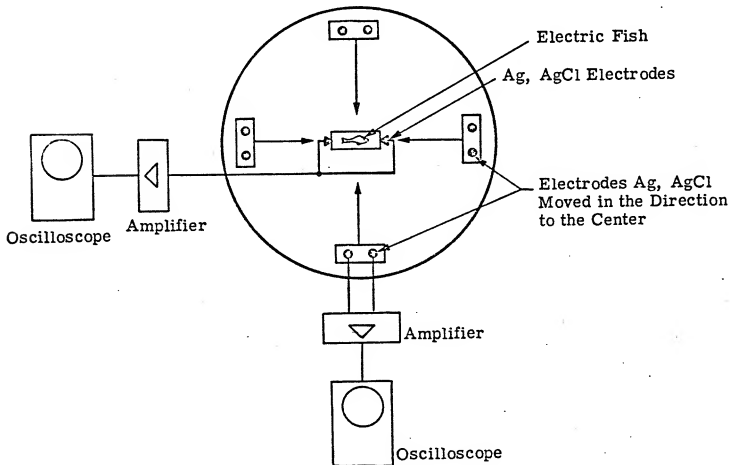 Electric Fish
Ag, AgCl Electrodes
Electrodes Ag, AgCl
Moved in the Direction
to the Center
Oscilloscope
Amplifier
Amplifier
Oscilloscope